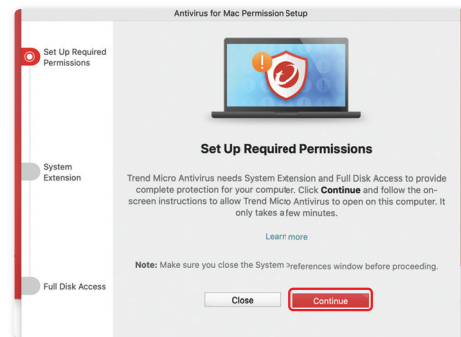 Antivirus for Mac Permission Setup
Set Up Required
Permissions
System
Extension
Full Disk Access
Set Up Required Permissions
Trend Micro Antivirus needs System Extension and Full Disk Access to provide
complete protection for your computer. Click Continue and follow the on-
screen instructions to allow Trend Micro Antivirus to open on this computer. It
only takes a few minutes.
Learn more
Note: Make sure you close the System Preferences window before proceeding.
Close
Continue